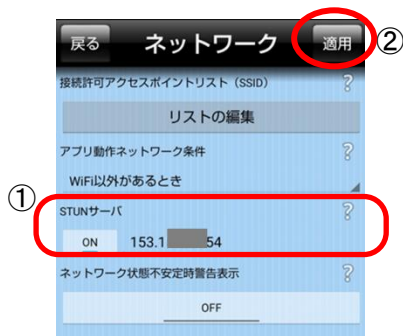 戻る ネットワーク 適用 ②
接続許可アクセスポイントリスト（SSID） ?
リストの編集
アプリ動作ネットワーク条件 ?
WiFi以外があるとき
①
STUNサーバ ?
ON 153.1 54
ネットワーク状態不安定時警告表示 ?
OFF